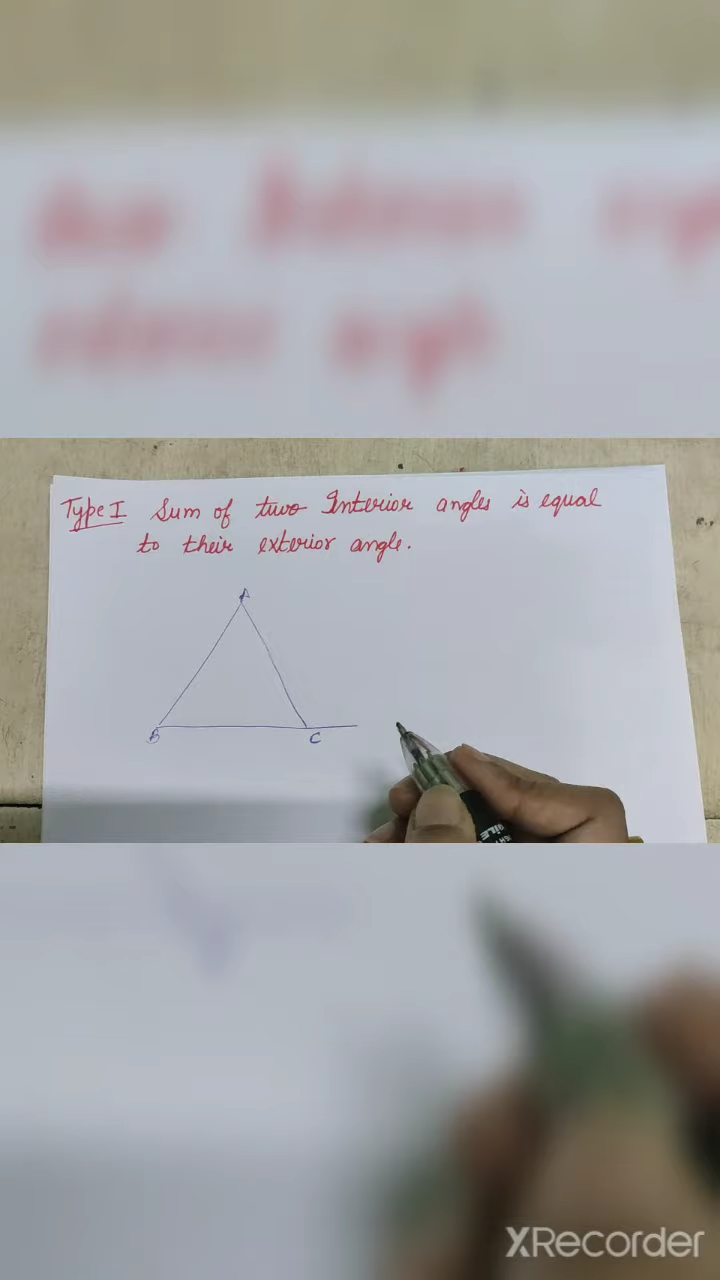 Type I Sum of two Interior angles is equal
to their exterior angle.
A
B
C
XRecorder